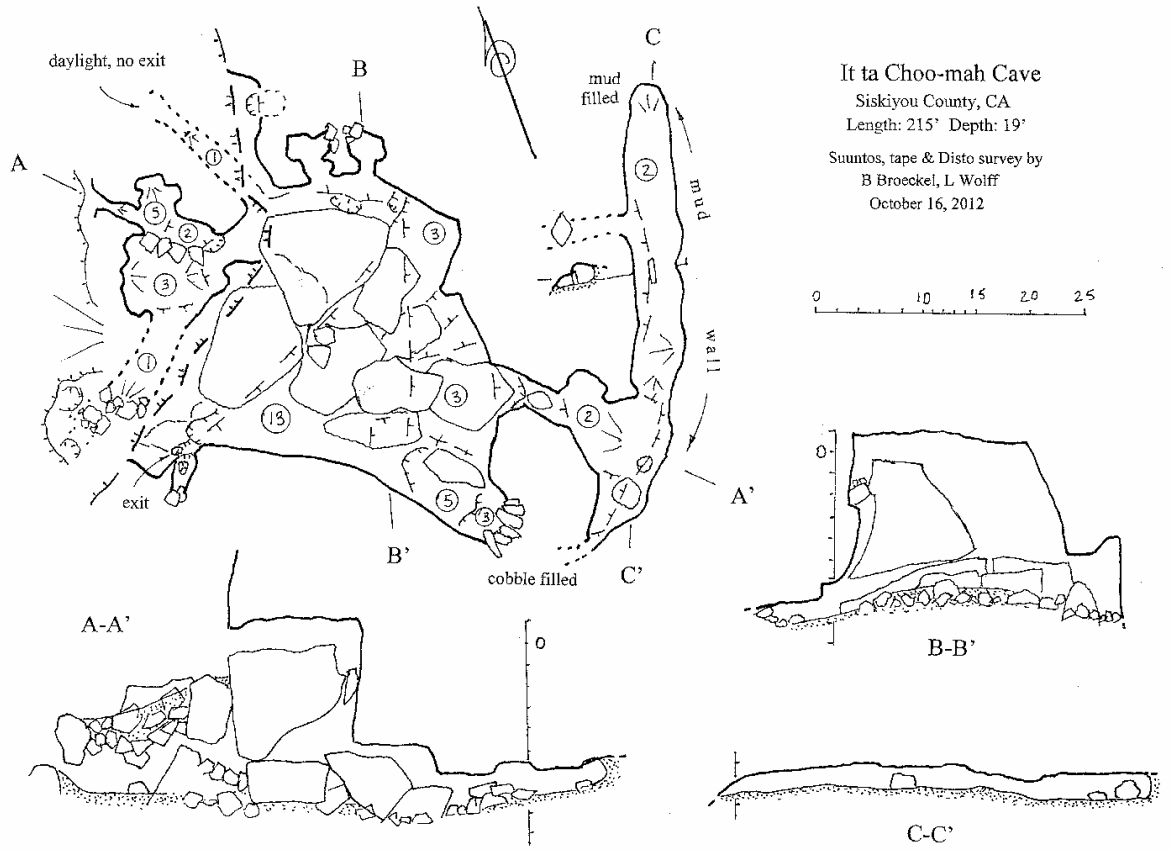 It ta Choo-mah Cave
Siskiyou County, CA
Length: 215' Depth: 19'
Suuntos, tape & Disto survey by
B Broeckel, L Wolff
October 16, 2012
0 10 15 20 25
daylight, no exit
B
C
mud
filled
A
1
2
5
2
3
3
mud
wall
1
3
2
13
5
3
exit
A'
B'
cobble filled
C'
A-A'
0
0
B-B'
C-C'